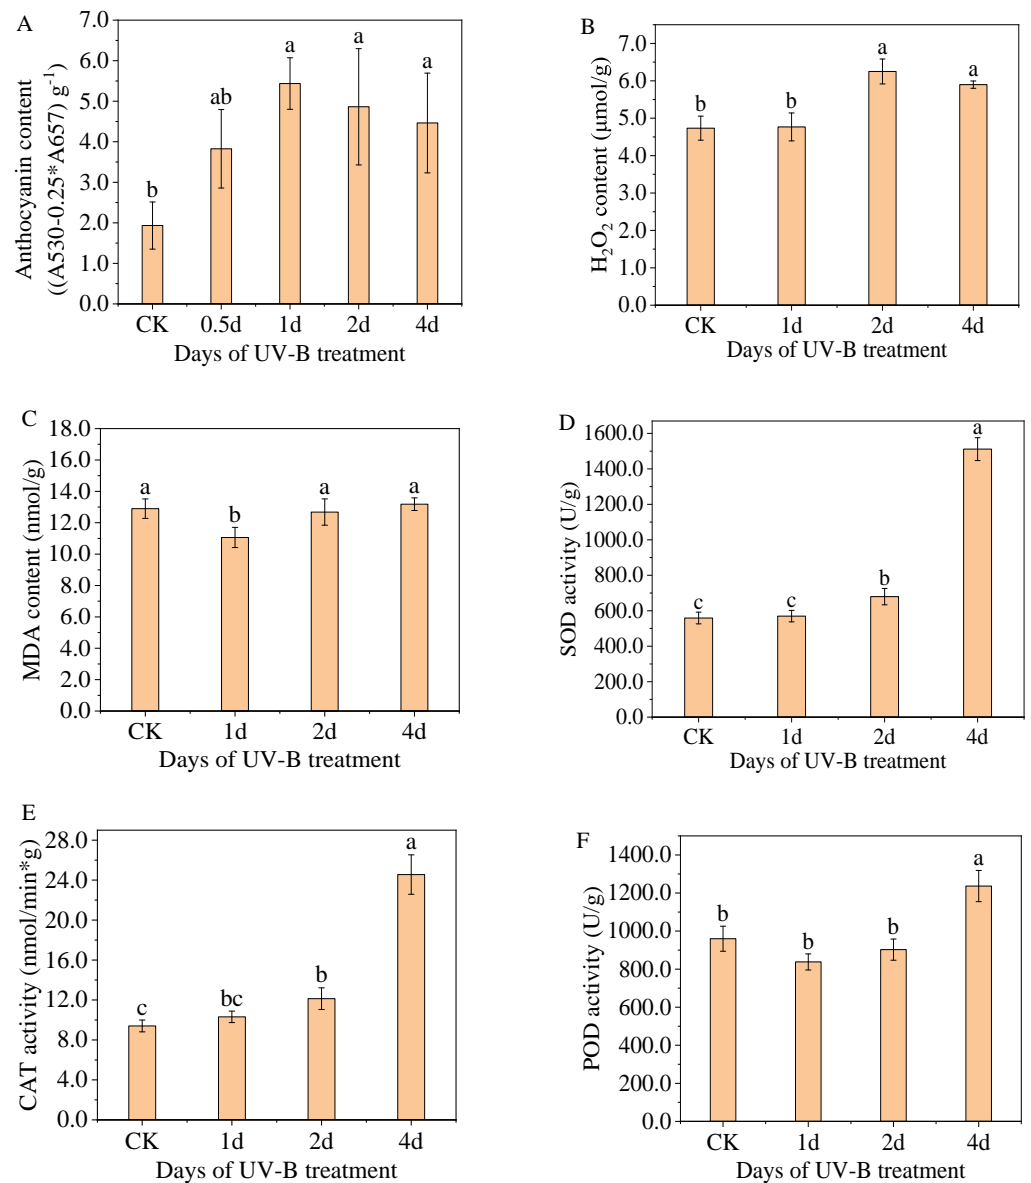 A
Anthocyanin content
((A530-0.25*A657) g⁻¹)
7.0
6.0
5.0
4.0
3.0
2.0
1.0
0.0
b
ab
a
a
a
CK 0.5d 1d 2d 4d
Days of UV-B treatment
B
H₂O₂ content (μmol/g)
7.0
6.0
5.0
4.0
3.0
2.0
1.0
0.0
b
b
a
a
CK 1d 2d 4d
Days of UV-B treatment
C
MDA content (nmol/g)
18.0
16.0
14.0
12.0
10.0
8.0
6.0
4.0
2.0
0.0
a
b
a
a
CK 1d 2d 4d
Days of UV-B treatment
D
SOD activity (U/g)
1600.0
1400.0
1000.0
800.0
600.0
400.0
200.0
0.0
c
c
b
a
CK 1d 2d 4d
Days of UV-B treatment
E
CAT activity (nmol/min*g)
28.0
24.0
20.0
16.0
12.0
8.0
4.0
0.0
c
bc
b
a
CK 1d 2d 4d
Days of UV-B treatment
F
POD activity (U/g)
1400.0
1200.0
1000.0
800.0
600.0
400.0
200.0
0.0
b
b
b
a
CK 1d 2d 4d
Days of UV-B treatment